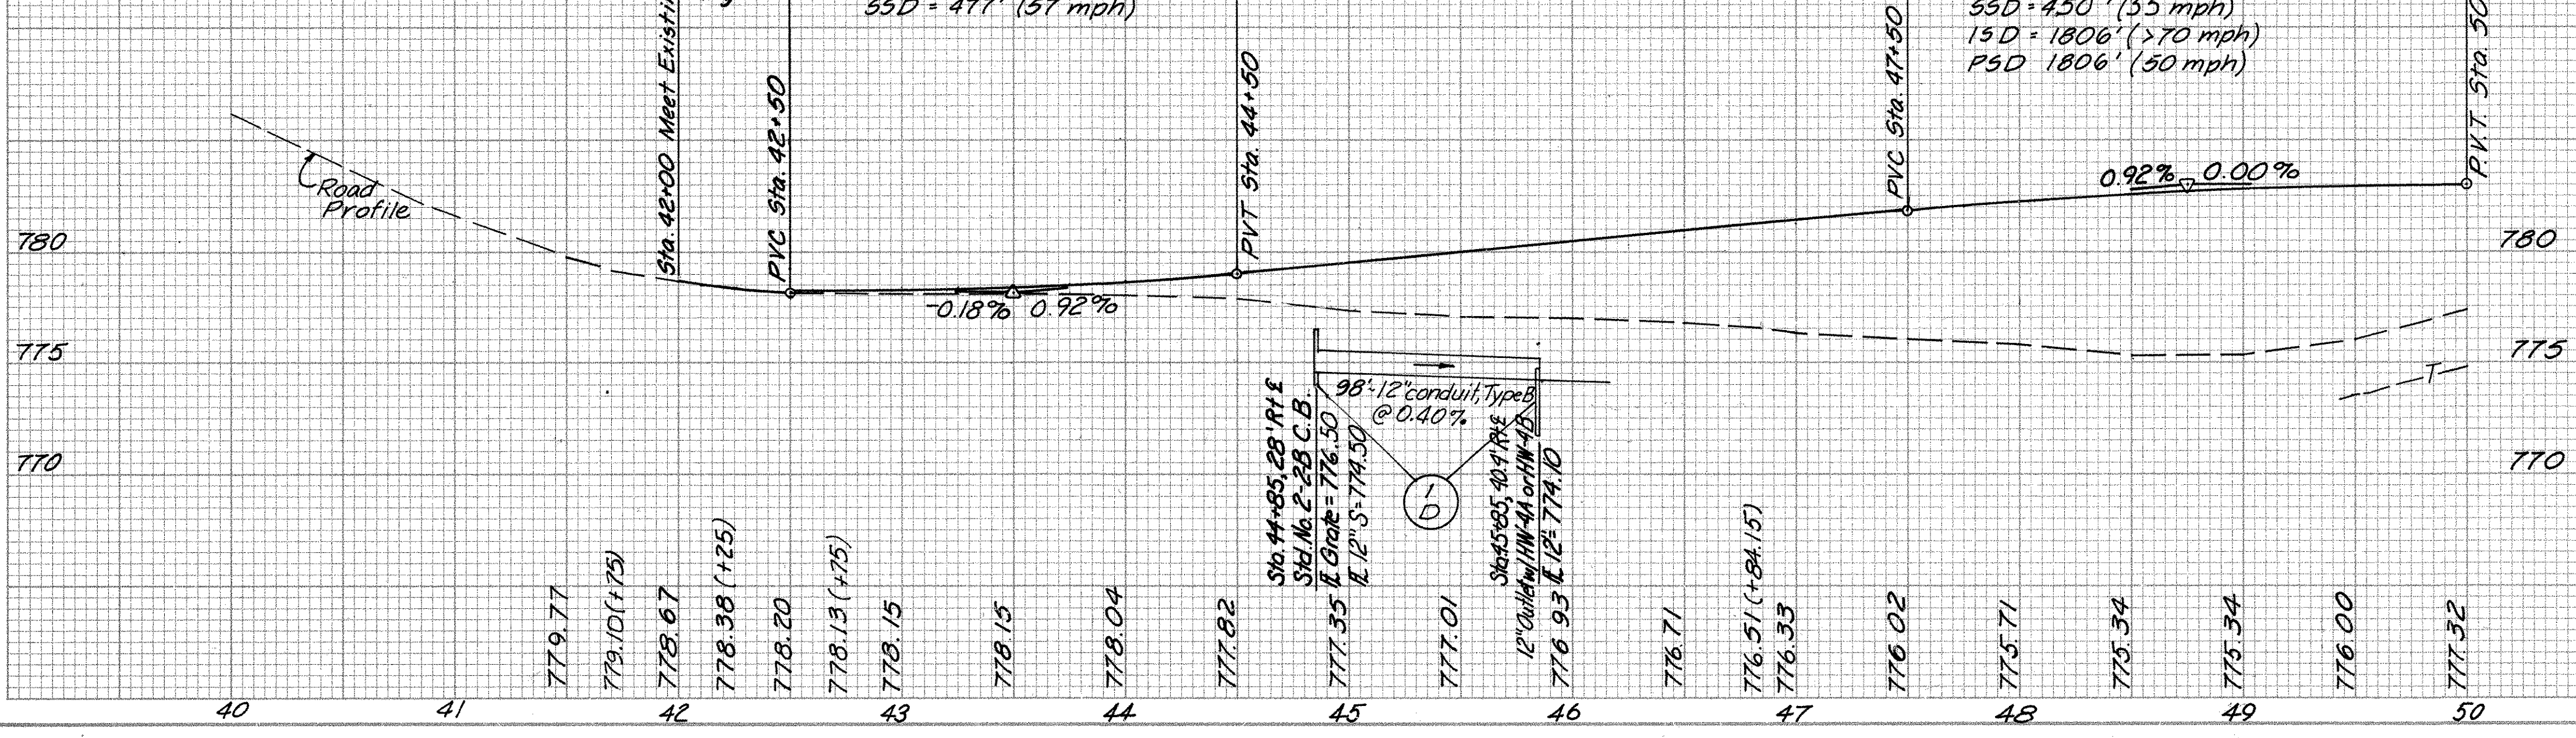 SSD = 477' (57 mph)
SSD = 450' (55 mph)
ISD = 1806' (>70 mph)
PSD 1806' (50 mph)
Sta. 42+00 Meet Existi
PVC Sta. 42+50
PVT Sta. 44+50
PVC Sta. 47+50
P.V.T. Sta. 50
Road
Profile
0.92% 0.00%
-0.18% 0.92%
780
780
775
775
770
770
98'-12" conduit, Type B
@ 0.40%
T
1
D
Sta. 44+85, 28' Rt ℄
Std. No. 2-2B C.B.
Grate = 776.50
12" S = 774.50
Sta. 45+85, 40.4' Rt ℄
12" Outlet w/ HW-4A or HW-4B
12" = 774.10
779.77
779.10 (+75)
778.67
778.38 (+25)
778.20
778.13 (+75)
778.15
778.15
778.04
777.82
777.35
777.01
776 93
776.71
776.51 (+84.15)
776.33
776 02
775.71
775.34
775.34
776.00
777.32
40 41 42 43 44 45 46 47 48 49 50